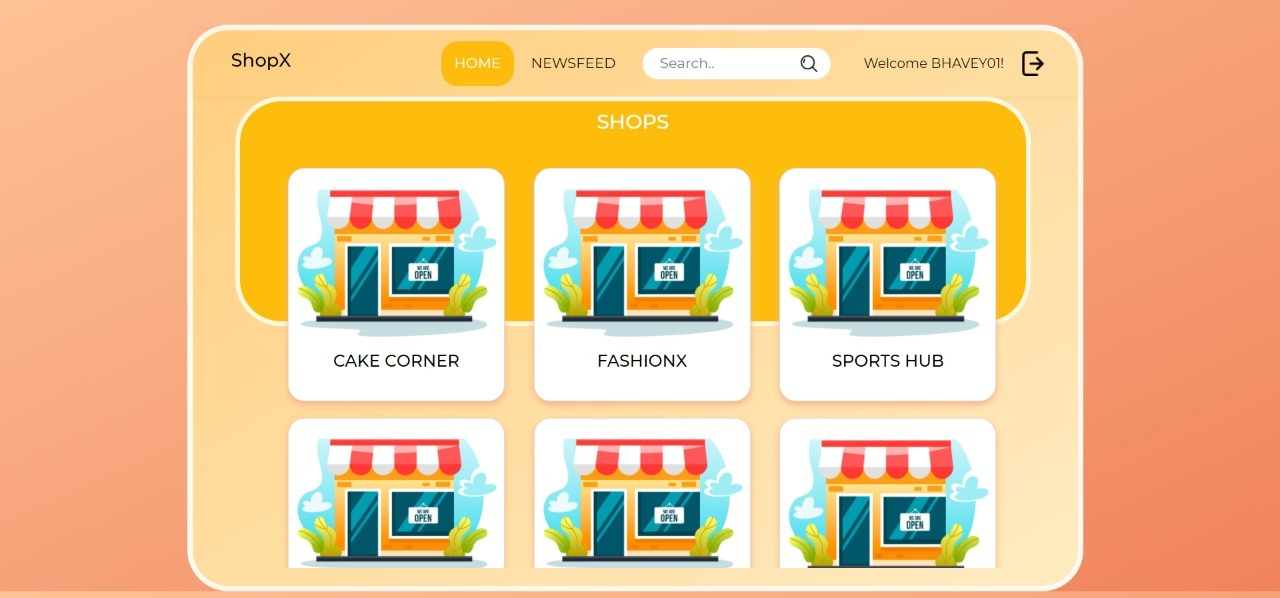 ShopX
HOME
NEWSFEED
Search..
Welcome BHAVEY01!
SHOPS
WE ARE
OPEN
WE ARE
OPEN
WE ARE
OPEN
CAKE CORNER
FASHIONX
SPORTS HUB
WE ARE
OPEN
WE ARE
OPEN
WE ARE
OPEN